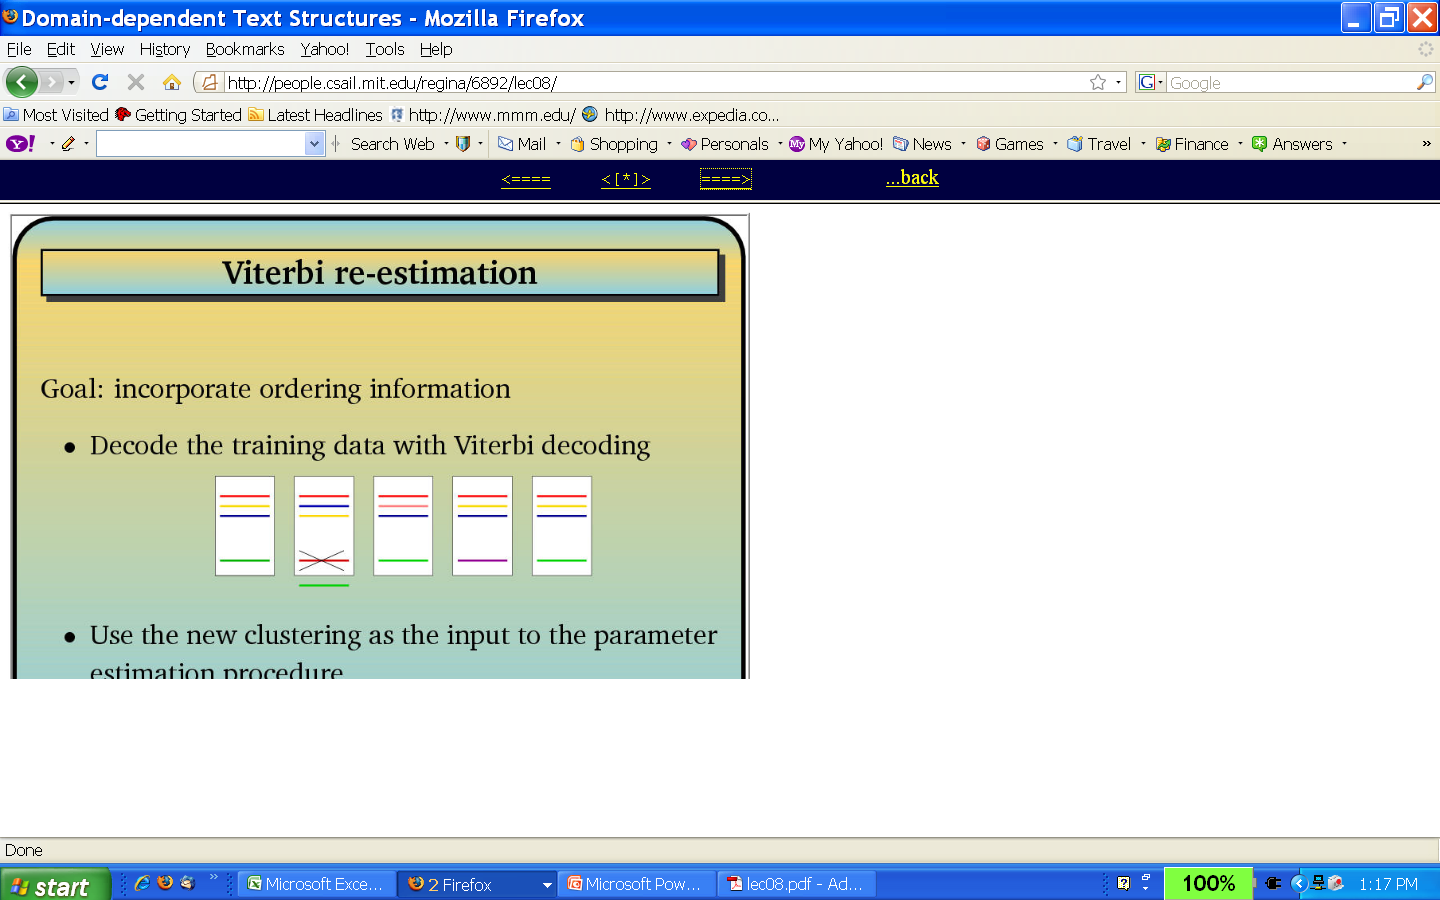 Domain-dependent Text Structures - Mozilla Firefox
File Edit View History Bookmarks Yahoo! Tools Help
http://people.csail.mit.edu/regina/6892/lec08/ G Google
Most Visited Getting Started Latest Headlines http://www.mmm.edu/ http://www.expedia.co...
Y! Search Web Mail Shopping Personals My My Yahoo! News Games Travel Finance Answers »
<==== <[*]> ====> ...back
Viterbi re-estimation
Goal: incorporate ordering information
• Decode the training data with Viterbi decoding
• Use the new clustering as the input to the parameter
estimation procedure
Done
start » Microsoft Exce... 2 Firefox Microsoft Pow... lec08.pdf - Ad... 100% 1:17 PM